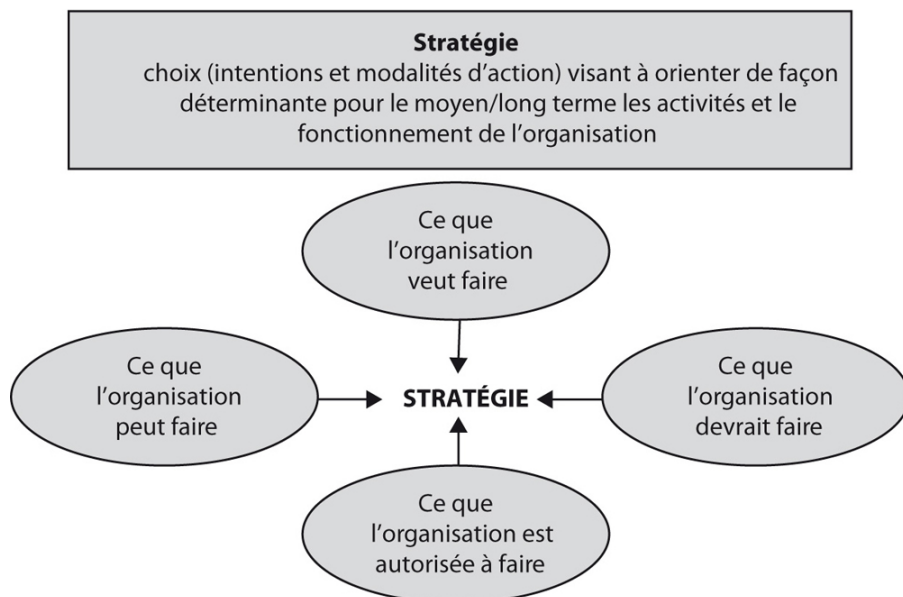 Stratégie
choix (intentions et modalités d’action) visant à orienter de façon
déterminante pour le moyen/long terme les activités et le
fonctionnement de l’organisation
Ce que
l’organisation
veut faire
Ce que
l’organisation
peut faire
STRATÉGIE
Ce que
l’organisation
devrait faire
Ce que
l’organisation est
autorisée à faire